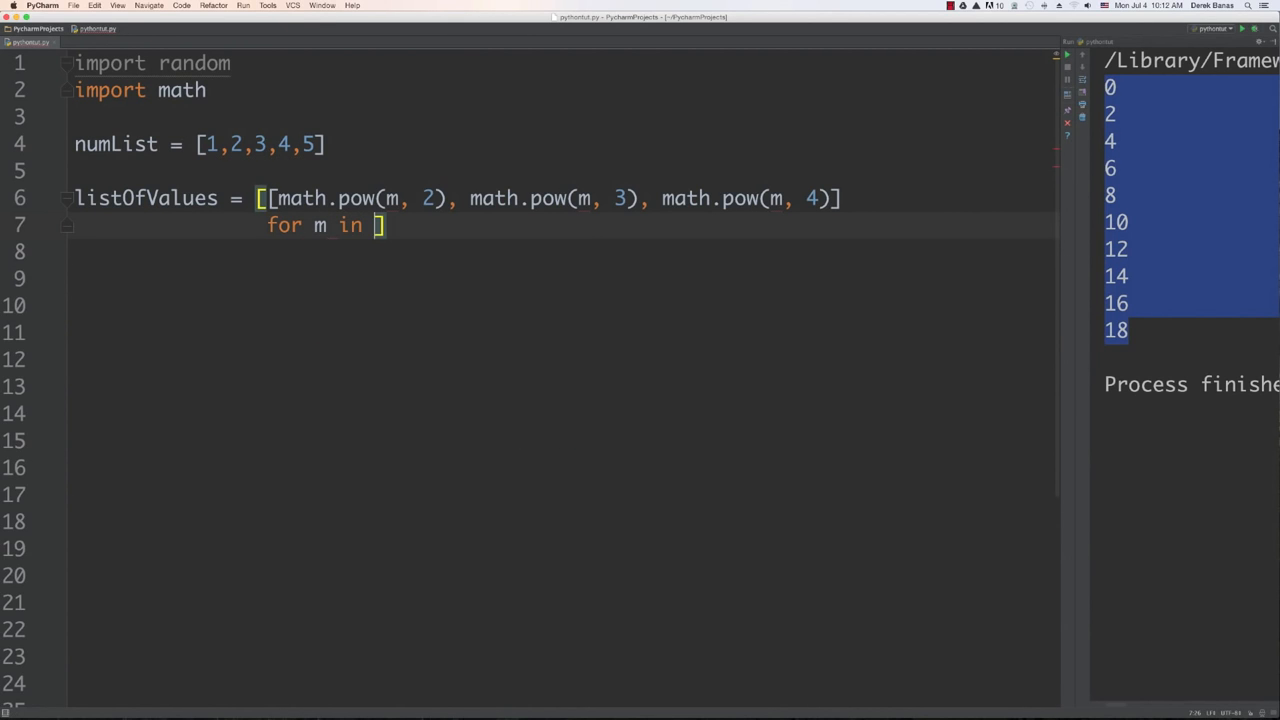 PyCharm File Edit View Navigate Code Refactor Run Tools VCS Window Help 10 Mon Jul 4 10:12 AM Derek Banas
pythontut.py - PycharmProjects - [~/PycharmProjects]
PycharmProjects pythontut.py pythontut
pythontut.py
Run pythontut
1 import random
2 import math
3
4 numList = [1,2,3,4,5]
5
6 listOfValues = [[math.pow(m, 2), math.pow(m, 3), math.pow(m, 4)]
7 for m in ]
8
9
10
11
12
13
14
15
16
17
18
19
20
21
22
23
24
/Library/Framew
0
2
4
6
8
10
12
14
16
18
Process finishe
7:26 LF÷ UTF-8÷